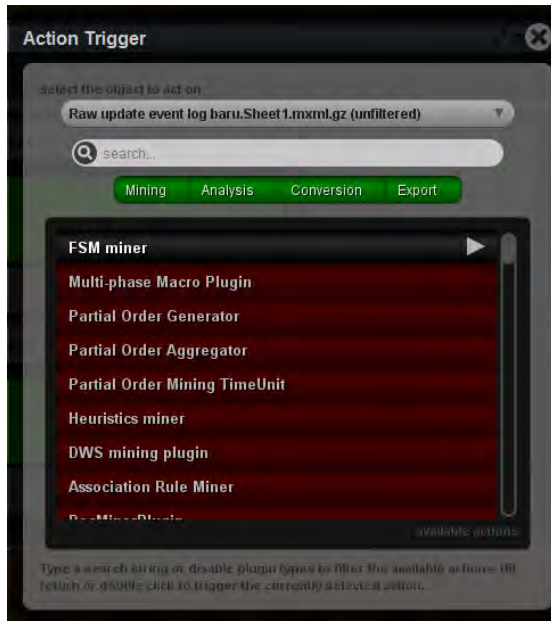 Action Trigger
select the object to act on
Raw update event log baru.Sheet1.mxml.gz (unfiltered)
search...
Mining Analysis Conversion Export
FSM miner
Multi-phase Macro Plugin
Partial Order Generator
Partial Order Aggregator
Partial Order Mining TimeUnit
Heuristics miner
DWS mining plugin
Association Rule Miner
available actions
Type a search string or disable plugin types to filter the available actions. Hit
return or double click to trigger the currently selected action.